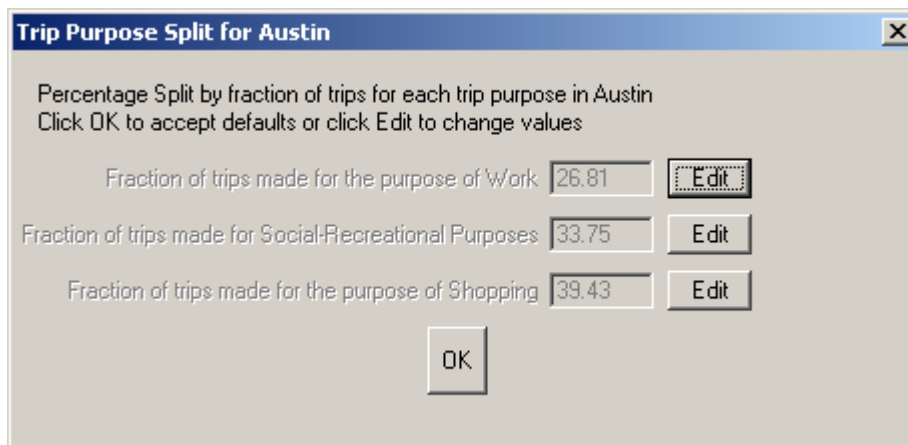 Trip Purpose Split for Austin
Percentage Split by fraction of trips for each trip purpose in Austin
Click OK to accept defaults or click Edit to change values
Fraction of trips made for the purpose of Work 26.81 Edit
Fraction of trips made for Social-Recreational Purposes 33.75 Edit
Fraction of trips made for the purpose of Shopping 39.43 Edit
OK